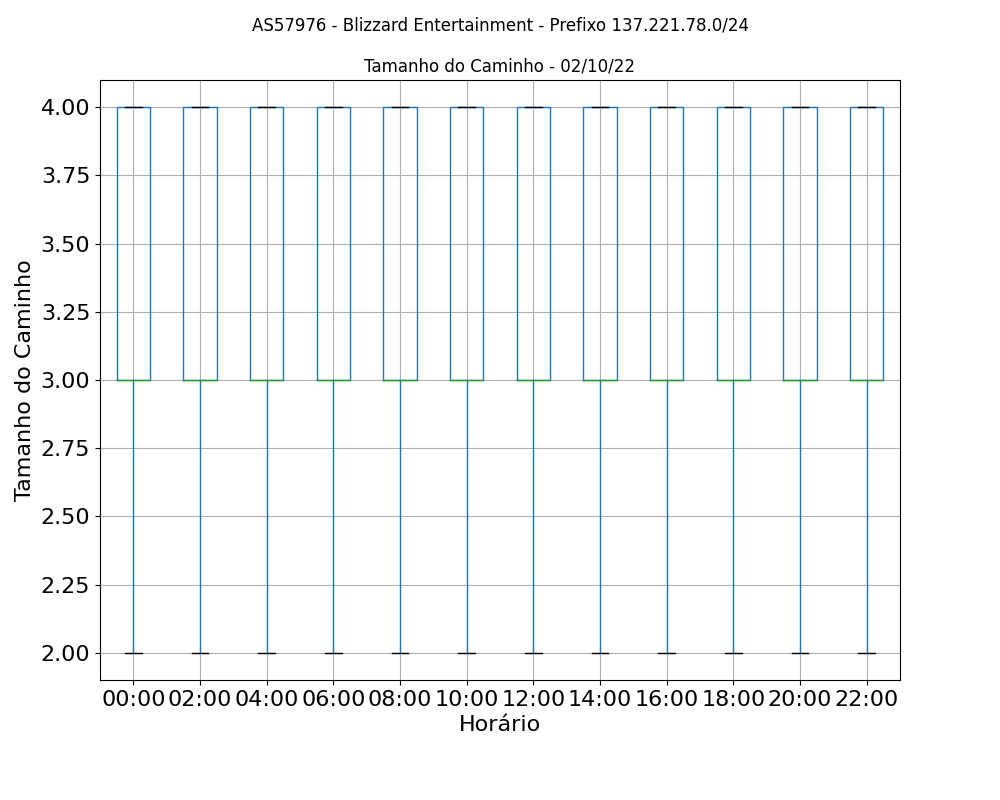 AS57976 - Blizzard Entertainment - Prefixo 137.221.78.0/24
Tamanho do Caminho - 02/10/22
4.00
3.75
3.50
3.25
3.00
2.75
2.50
2.25
2.00
Tamanho do Caminho
00:00 02:00 04:00 06:00 08:00 10:00 12:00 14:00 16:00 18:00 20:00 22:00
Horário